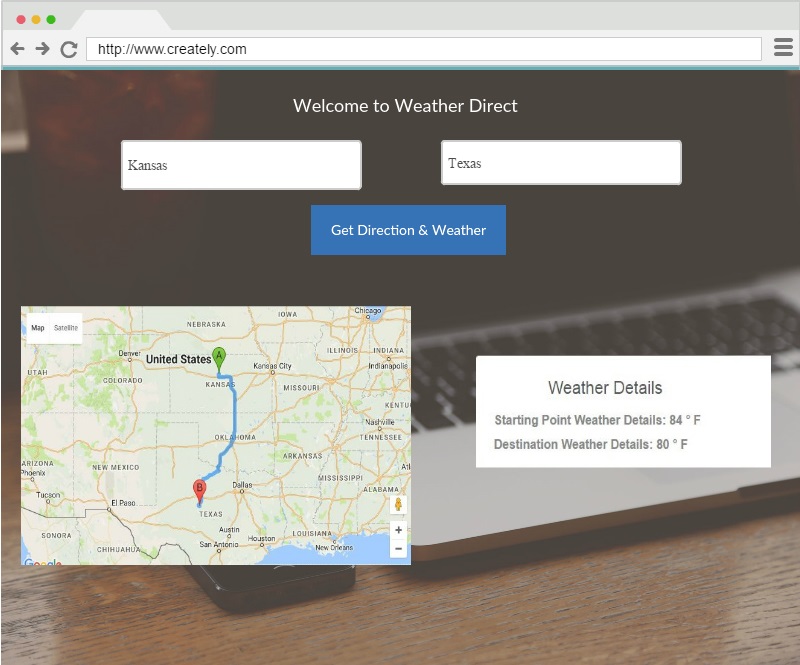 http://www.creately.com
Welcome to Weather Direct
Kansas
Texas
Get Direction & Weather
Map Satellite
Chicago
IOWA
NEBRASKA
Denver
United States
A
Kansas City
ILLINOIS
INDIANA
Indianapolis
UTAH
COLORADO
KANSAS
MISSOURI
KENTU
Nashville
TENNESSEE
OKLAHOMA
ARKANSAS
ARIZONA
Phoenix
NEW MEXICO
MISSISSIPPI
Atl
ALABAMA
Tucson
El Paso
B
Dallas
TEXAS
SONORA
CHIHUAHUA
Austin
San Antonio
Houston
LOUISIANA
New Orleans
+
−
Google
Weather Details
Starting Point Weather Details: 84 ° F
Destination Weather Details: 80 ° F